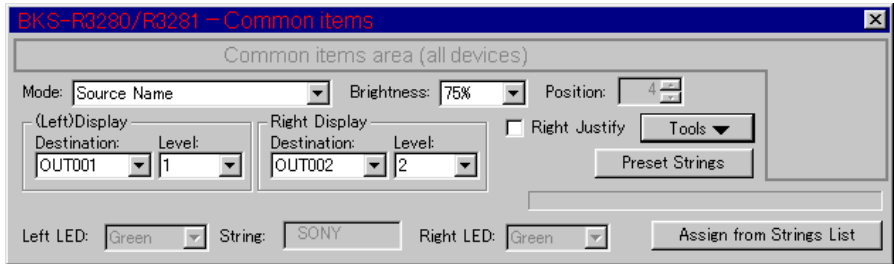 BKS-R3280/R3281 - Common items
Common items area (all devices)
Mode: Source Name Brightness: 75% Position: 4
(Left)Display Right Display Right Justify Tools
Destination: Level: Destination: Level:
OUT001 1 OUT002 2 Preset Strings
Left LED: Green String: SONY Right LED: Green Assign from Strings List